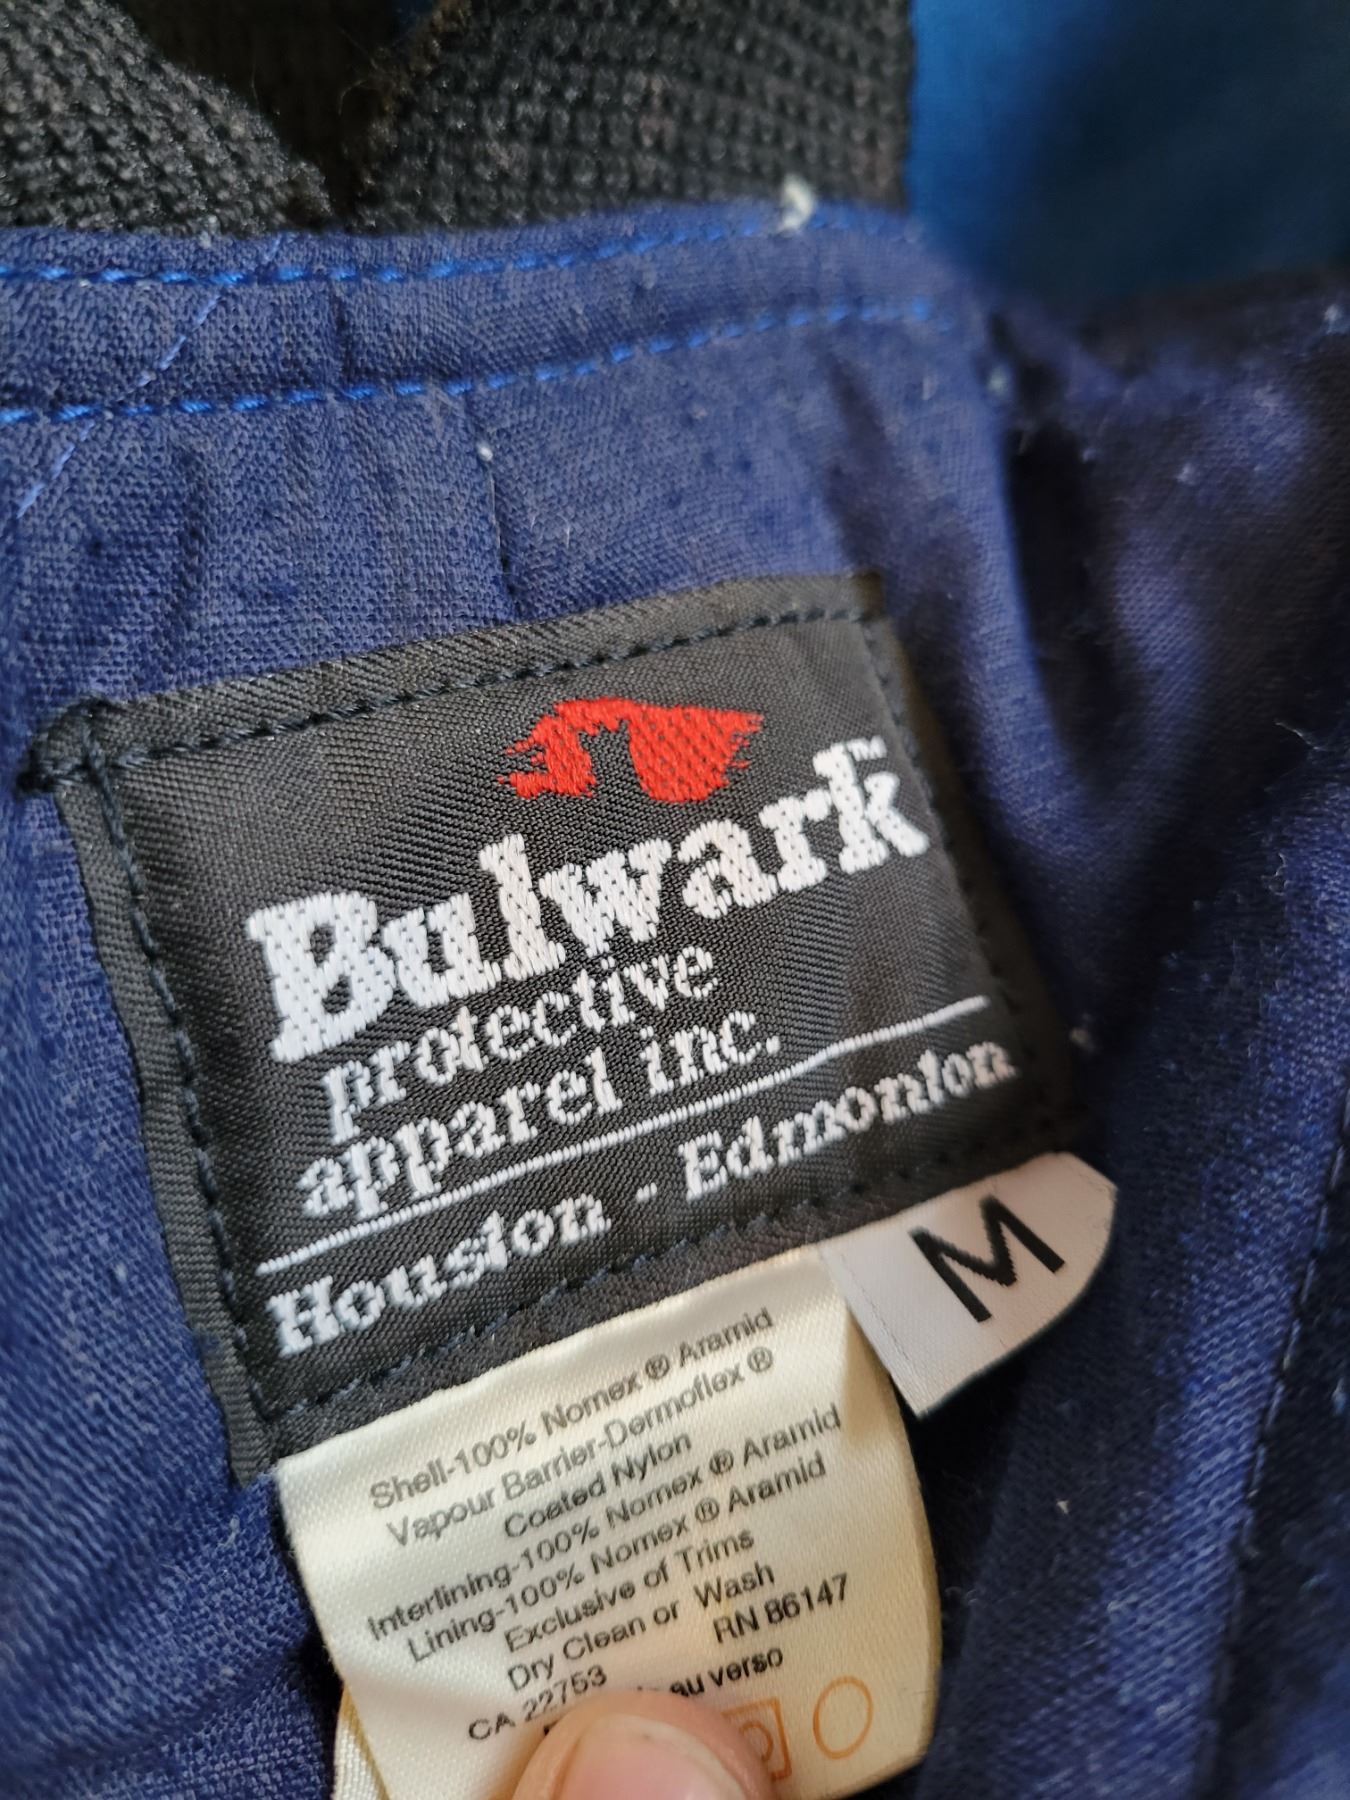 Bulwark™
protective
apparel inc.
Houston - Edmonton
M
Shell-100% Nomex ® Aramid
Vapour Barrier-Dermoflex ®
Coated Nylon
Interlining-100% Nomex ® Aramid
Lining-100% Nomex ® Aramid
Exclusive of Trims
Dry Clean or Wash
CA 22753 RN 86147
au verso